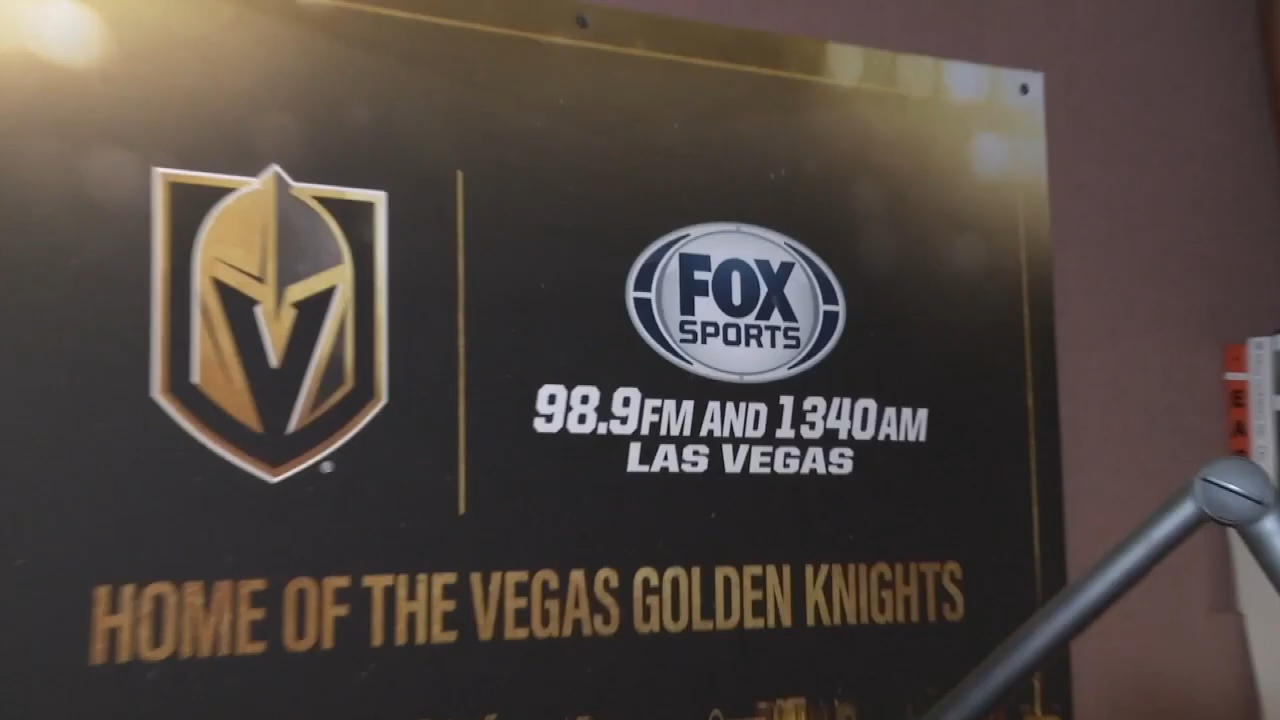 FOX
SPORTS
98.9FM AND 1340AM
LAS VEGAS
HOME OF THE VEGAS GOLDEN KNIGHTS